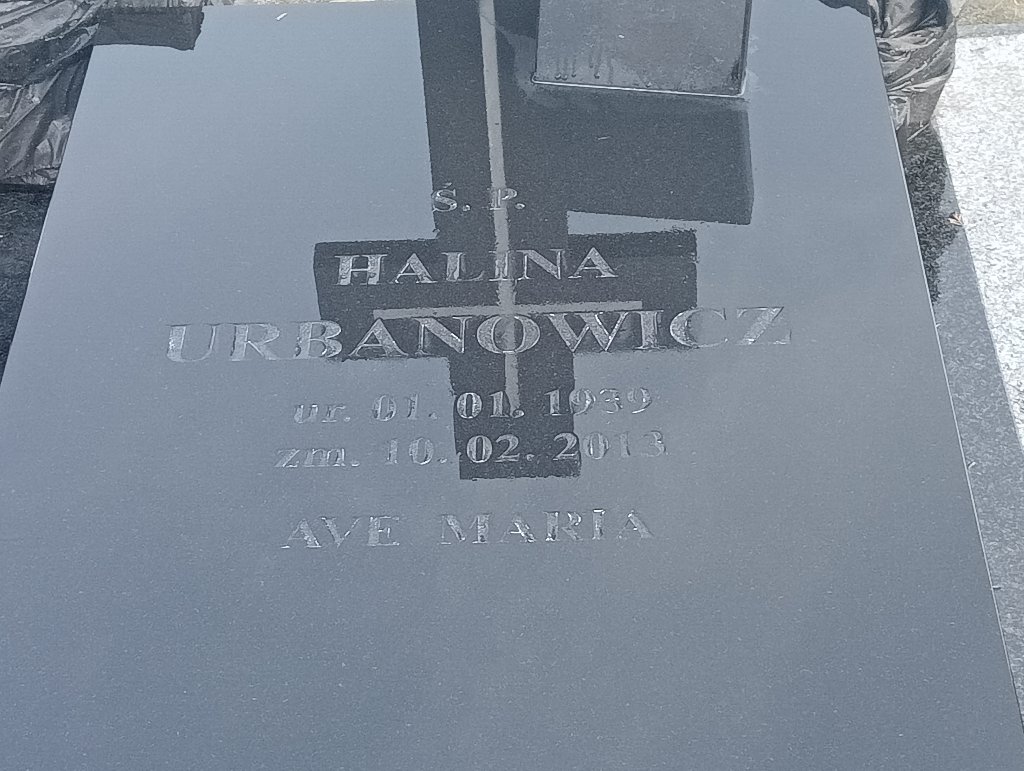 Ś. P.
HALINA
URBANOWICZ
ur. 01. 01. 1939
zm. 10. 02. 2013
AVE MARIA